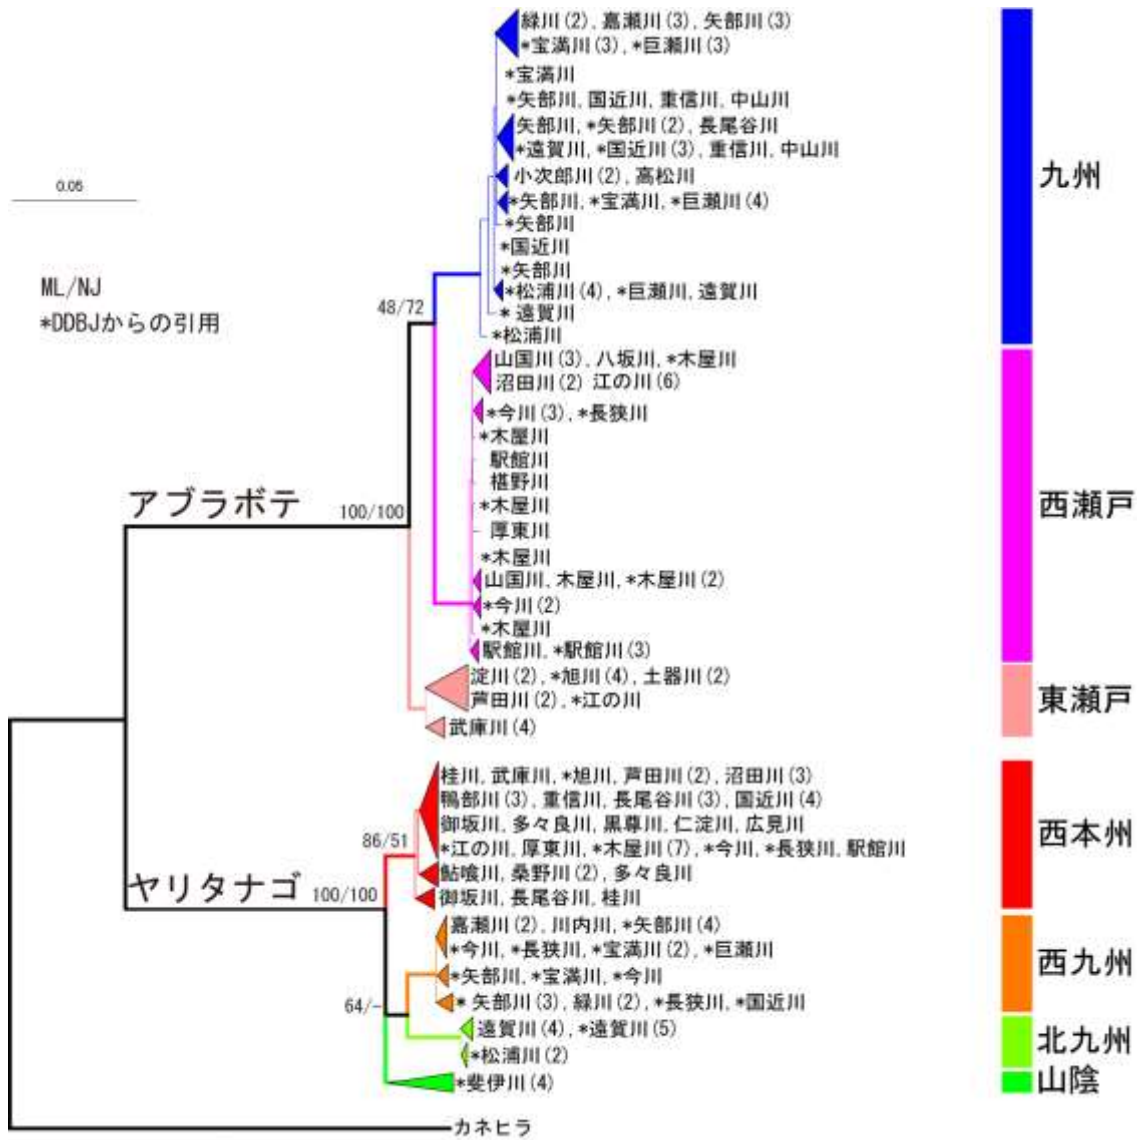 緑川(2), 嘉瀬川(3), 矢部川(3)
*宝満川(3), *巨瀬川(3)
*宝満川
*矢部川, 国近川, 重信川, 中山川
矢部川, *矢部川(2), 長尾谷川
*遠賀川, *国近川(3), 重信川, 中山川
小次郎川(2), 高松川
*矢部川, *宝満川, *巨瀬川(4)
*矢部川
*国近川
*矢部川
*松浦川(4), *巨瀬川, 遠賀川
* 遠賀川
*松浦川
九州
0.05
ML/NJ
*DDBJからの引用
48/72
山国川(3), 八坂川, *木屋川
沼田川(2) 江の川(6)
*今川(3), *長狭川
*木屋川
駅館川
椹野川
*木屋川
厚東川
*木屋川
山国川, 木屋川, *木屋川(2)
*今川(2)
*木屋川
駅館川, *駅館川(3)
西瀬戸
アブラボテ
100/100
淀川(2), *旭川(4), 土器川(2)
芦田川(2), *江の川
武庫川(4)
東瀬戸
桂川, 武庫川, *旭川, 芦田川(2), 沼田川(3)
鴨部川(3), 重信川, 長尾谷川(3), 国近川(4)
御坂川, 多々良川, 黒尊川, 仁淀川, 広見川
*江の川, 厚東川, *木屋川(7), *今川, *長狭川, 駅館川
鮎喰川, 桑野川(2), 多々良川
御坂川, 長尾谷川, 桂川
西本州
86/51
ヤリタナゴ
100/100
嘉瀬川(2), 川内川, *矢部川(4)
*今川, *長狭川, *宝満川(2), *巨瀬川
*矢部川, *宝満川, *今川
* 矢部川(3), 緑川(2), *長狭川, *国近川
西九州
64/-
遠賀川(4), *遠賀川(5)
*松浦川(2)
北九州
*斐伊川(4)
山陰
カネヒラ